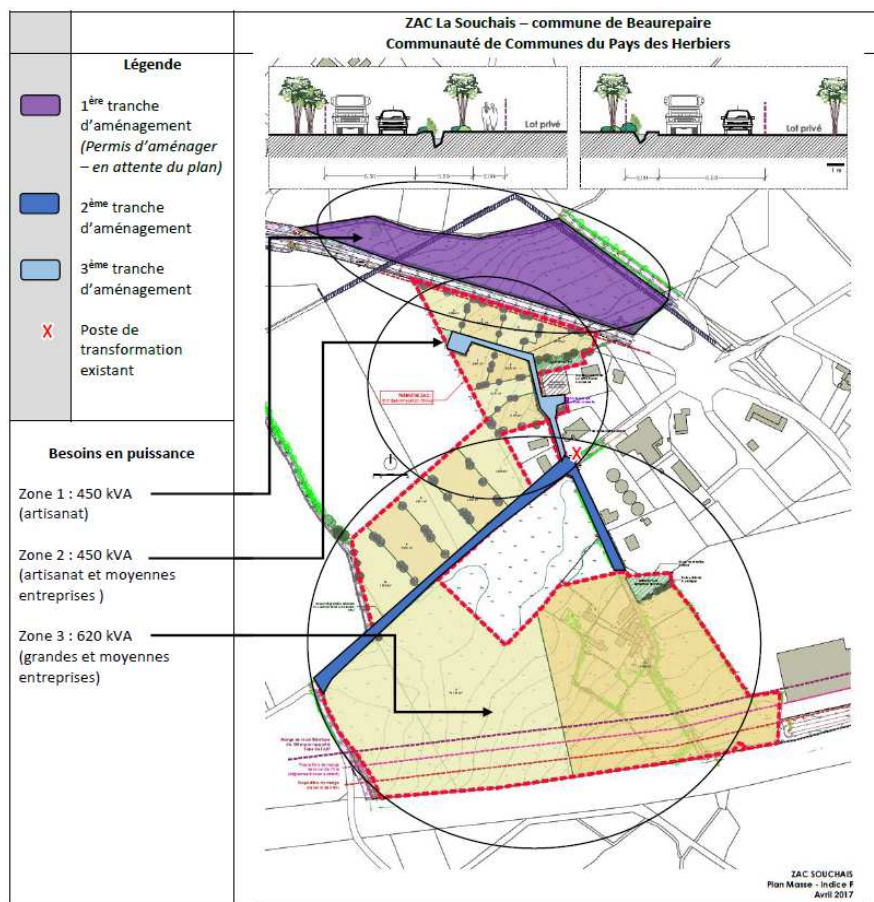 ZAC La Souchais – commune de Beaurepaire
Communauté de Communes du Pays des Herbiers
Légende
1ère tranche
d'aménagement
(Permis d'aménager
– en attente du plan)
2ème tranche
d'aménagement
3ème tranche
d'aménagement
X Poste de
transformation
existant
Besoins en puissance
Zone 1 : 450 kVA
(artisanat)
Zone 2 : 450 kVA
(artisanat et moyennes
entreprises )
Zone 3 : 620 kVA
(grandes et moyennes
entreprises)
Lot privé
Lot privé
1 m
X
ZAC SOUCHAIS
Plan Masse - Indice F
Avril 2017